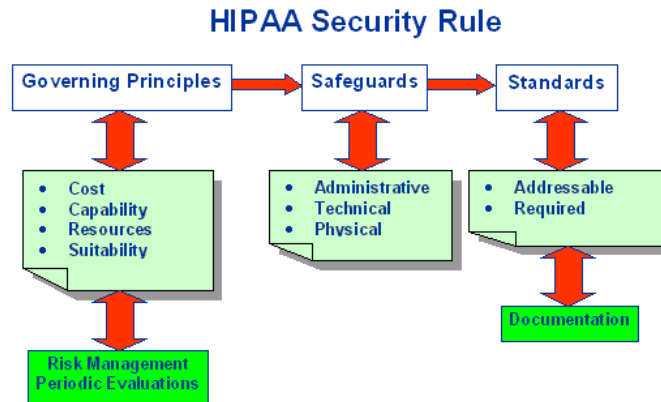 HIPAA Security Rule
Governing Principles
Safeguards
Standards
• Cost
• Capability
• Resources
• Suitability
• Administrative
• Technical
• Physical
• Addressable
• Required
Documentation
Risk Management
Periodic Evaluations